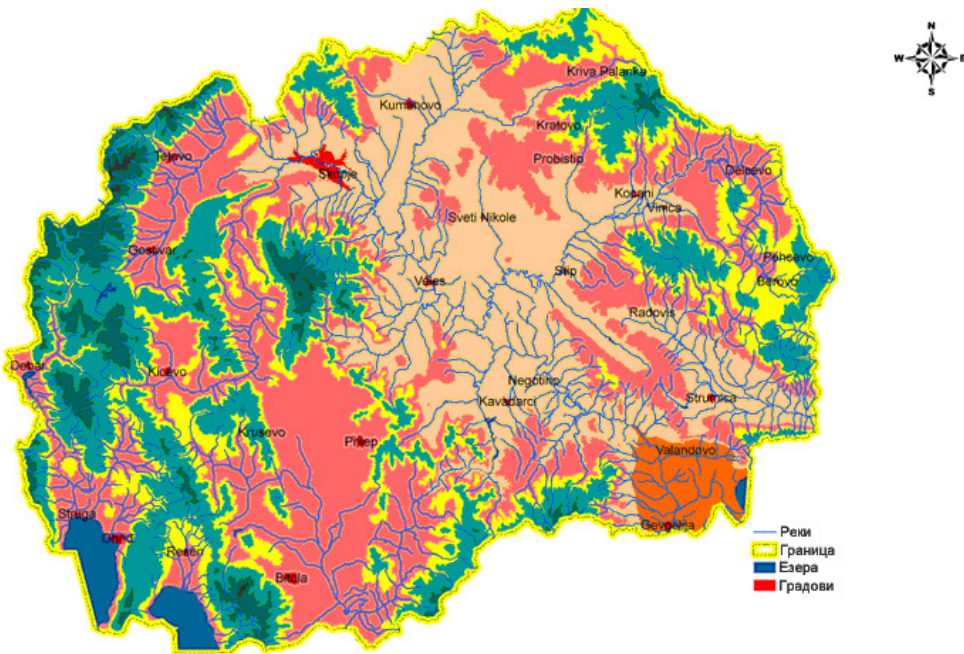 N
W
S
Kriva Palanka
Kumanovo
Kratovo
Tetovo
Probistip
Skopje
Delcevo
Kocani
Vinica
Sveti Nikole
Gostivar
Pehcevo
Stip
Veles
Berovo
Radovis
Debar
Kicevo
Negotino
Kavadarci
Strumica
Krusevo
Prilep
Valandovo
Struga
Gevgelija
Ohrid
Resen
Bitola
Реки
Граница
Езера
Градови